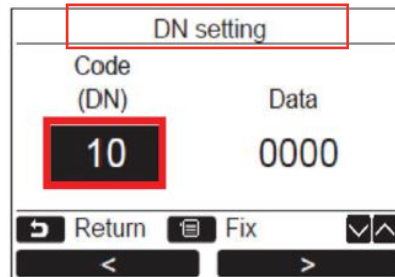 DN setting
Code
(DN) Data
10 0000
Return Fix
< >